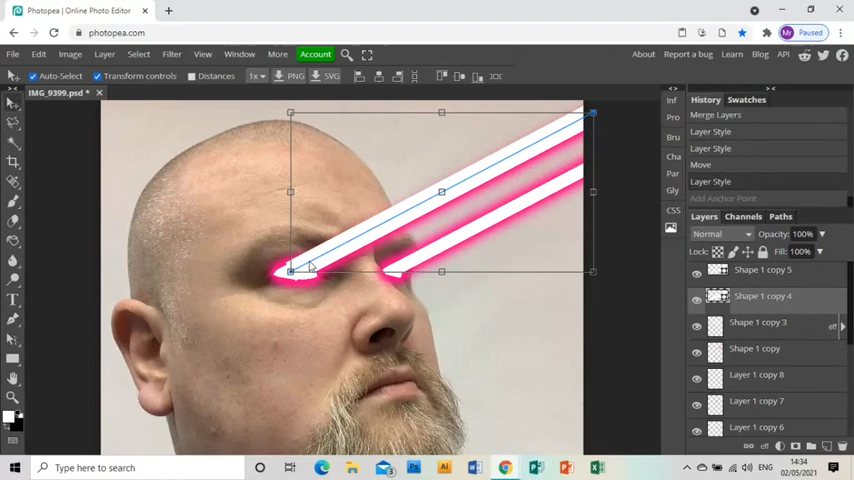 Photopea | Online Photo Editor
photopea.com
Mr
Paused
File Edit Image Layer Select Filter View Window More Account
About Report a bug Learn Blog API
Auto-Select Transform controls Distances 1x PNG SVG
IMG_9399.psd *
Inf
Pro
Bru
Cha
Par
Gly
CSS
History Swatches
Merge Layers
Layer Style
Layer Style
Move
Layer Style
Add Anchor Point
Layers Channels Paths
Normal Opacity: 100%
Lock: Fill: 100%
Shape 1 copy 5
Shape 1 copy 4
Shape 1 copy 3 eff
Shape 1 copy
Layer 1 copy 8
Layer 1 copy 7
Layer 1 copy 6
eff
Type here to search
3
Ps
Ai
ENG
14:34
02/05/2021